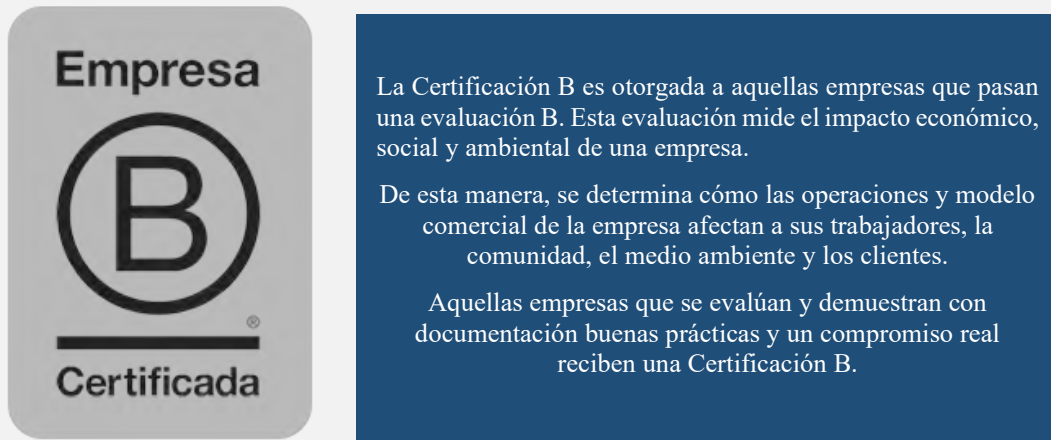 Empresa
B
®
Certificada
La Certificación B es otorgada a aquellas empresas que pasan
una evaluación B. Esta evaluación mide el impacto económico,
social y ambiental de una empresa.
De esta manera, se determina cómo las operaciones y modelo
comercial de la empresa afectan a sus trabajadores, la
comunidad, el medio ambiente y los clientes.
Aquellas empresas que se evalúan y demuestran con
documentación buenas prácticas y un compromiso real
reciben una Certificación B.